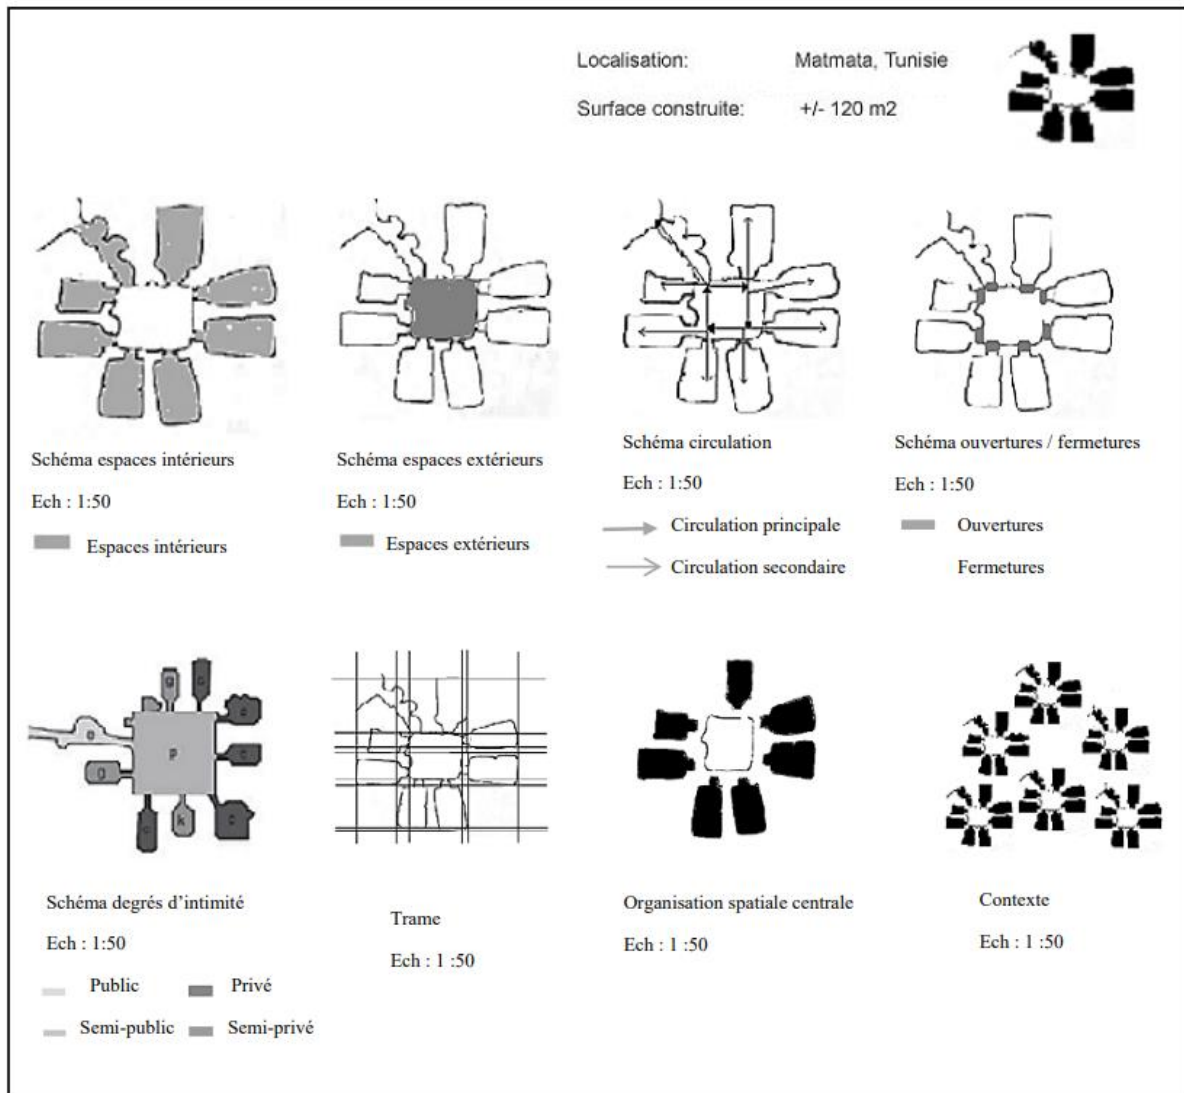 Localisation: Matmata, Tunisie
Surface construite: +/- 120 m2
Schéma espaces intérieurs
Ech : 1:50
Espaces intérieurs
Schéma espaces extérieurs
Ech : 1:50
Espaces extérieurs
Schéma circulation
Ech : 1:50
Circulation principale
Circulation secondaire
Schéma ouvertures / fermetures
Ech : 1:50
Ouvertures
Fermetures
g
P
g
k
Schéma degrés d’intimité
Ech : 1:50
Public Privé
Semi-public Semi-privé
Trame
Ech : 1 :50
Organisation spatiale centrale
Ech : 1 :50
Contexte
Ech : 1 :50